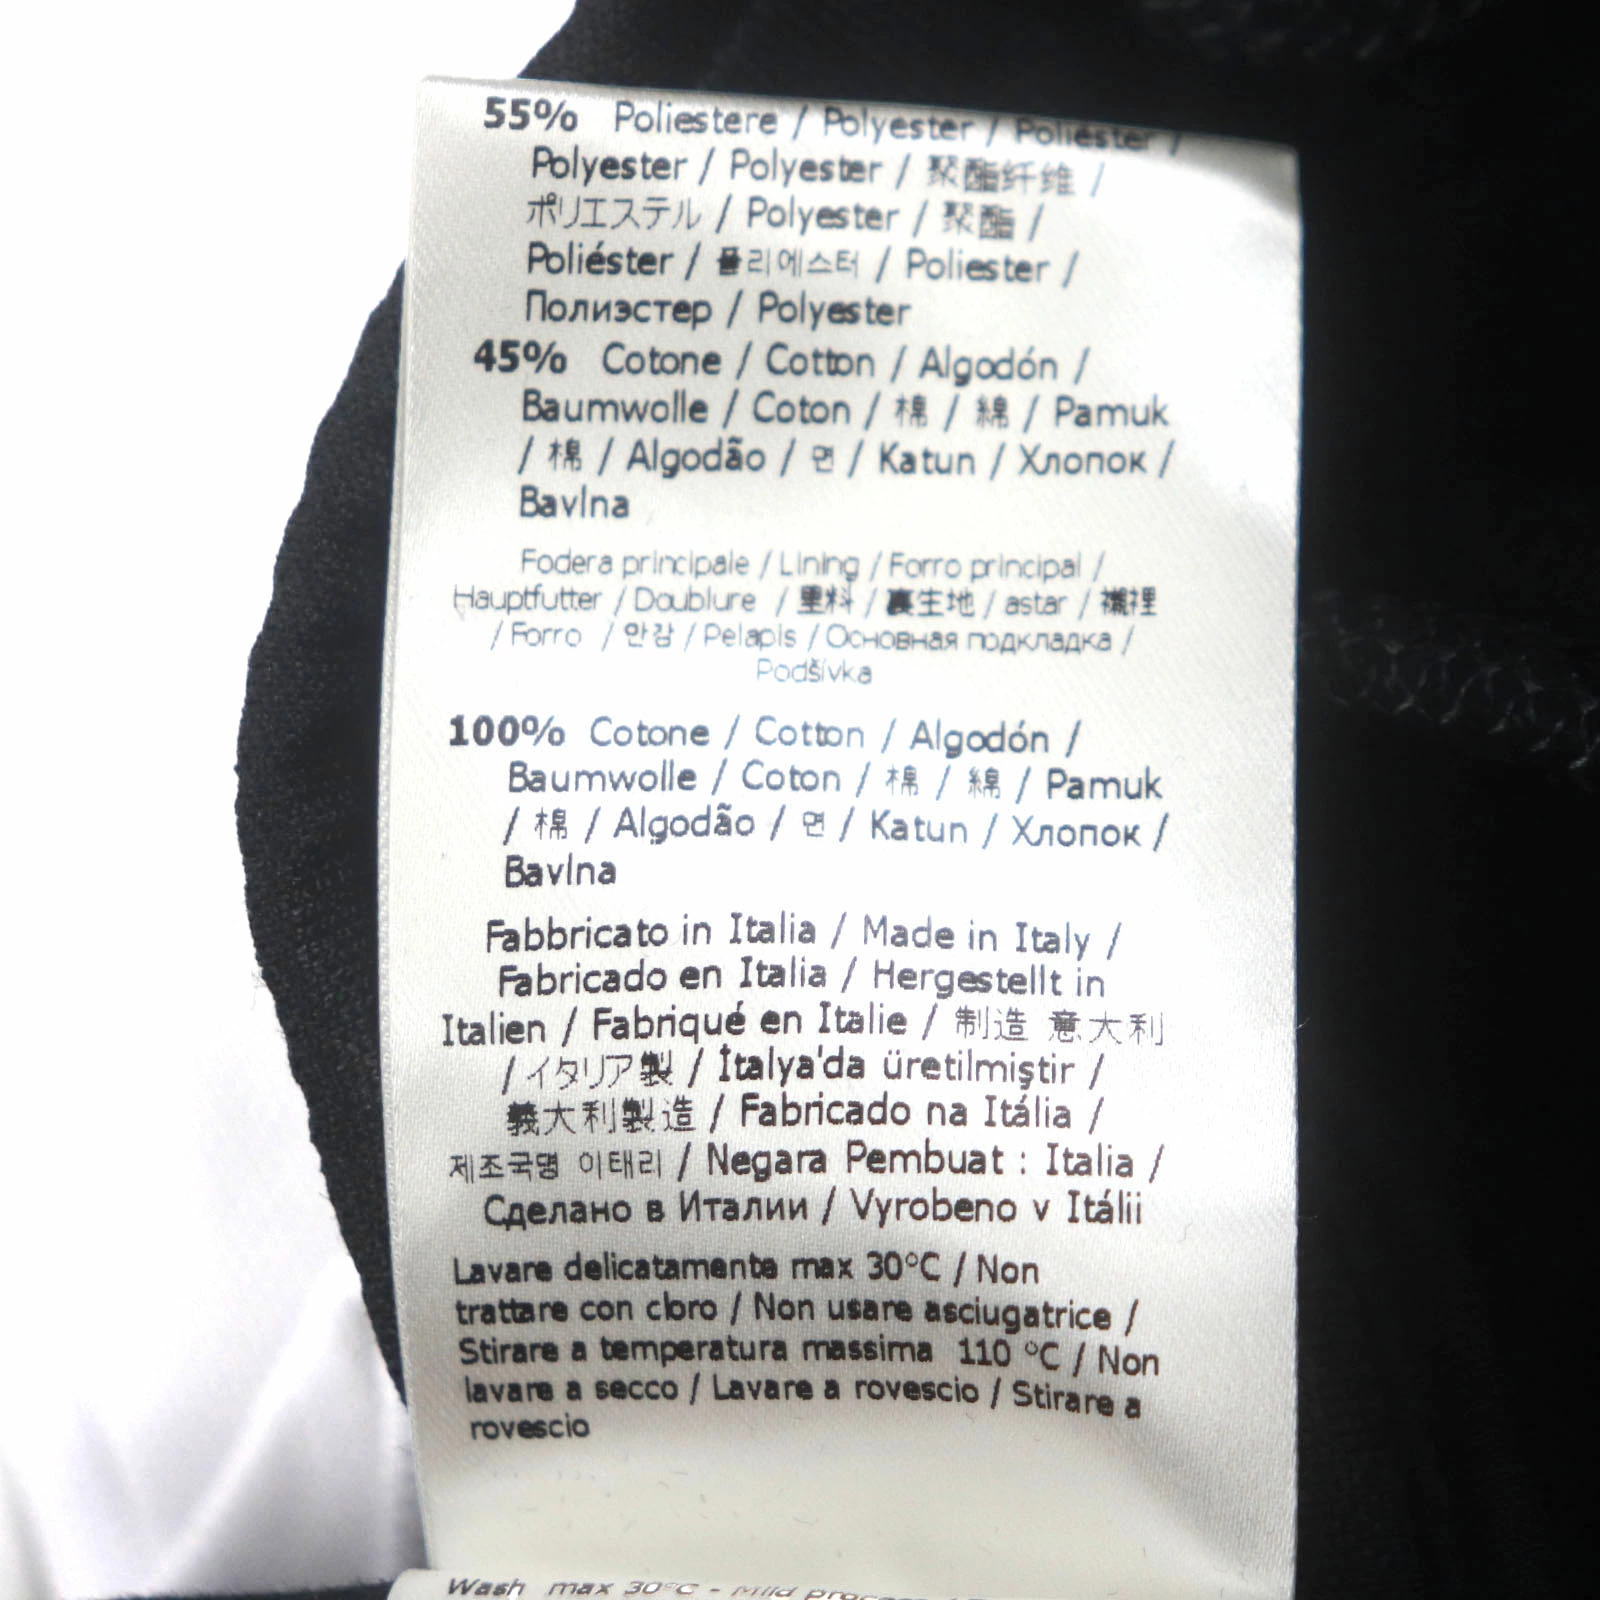 55% Poliestere / Polyester / Poliéster /
Polyester / Polyester / 聚酯纤维 /
ポリエステル / Polyester / 聚酯 /
Poliéster / 폴리에스터 / Poliester /
Полиэстер / Polyester
45% Cotone / Cotton / Algodón /
Baumwolle / Coton / 棉 / 綿 / Pamuk
/ 棉 / Algodão / 면 / Katun / Хлопок /
Bavlna
Fodera principale / Lining / Forro principal /
Hauptfutter / Doublure / 里料 / 裏生地 / astar / 襯裡
/ Forro / 안감 / Pelapis / Основная подкладка /
Podšívka
100% Cotone / Cotton / Algodón /
Baumwolle / Coton / 棉 / 綿 / Pamuk
/ 棉 / Algodão / 면 / Katun / Хлопок /
Bavlna
Fabbricato in Italia / Made in Italy /
Fabricado en Italia / Hergestellt in
Italien / Fabriqué en Italie / 制造 意大利
/ イタリア製 / İtalya'da üretilmiştir /
義大利製造 / Fabricado na Itália /
제조국명 이태리 / Negara Pembuat : Italia /
Сделано в Италии / Vyrobeno v Itálii
Lavare delicatamente max 30°C / Non
trattare con cloro / Non usare asciugatrice /
Stirare a temperatura massima 110 °C / Non
lavare a secco / Lavare a rovescio / Stirare a
rovescio
Wash max 30°C - Mild process